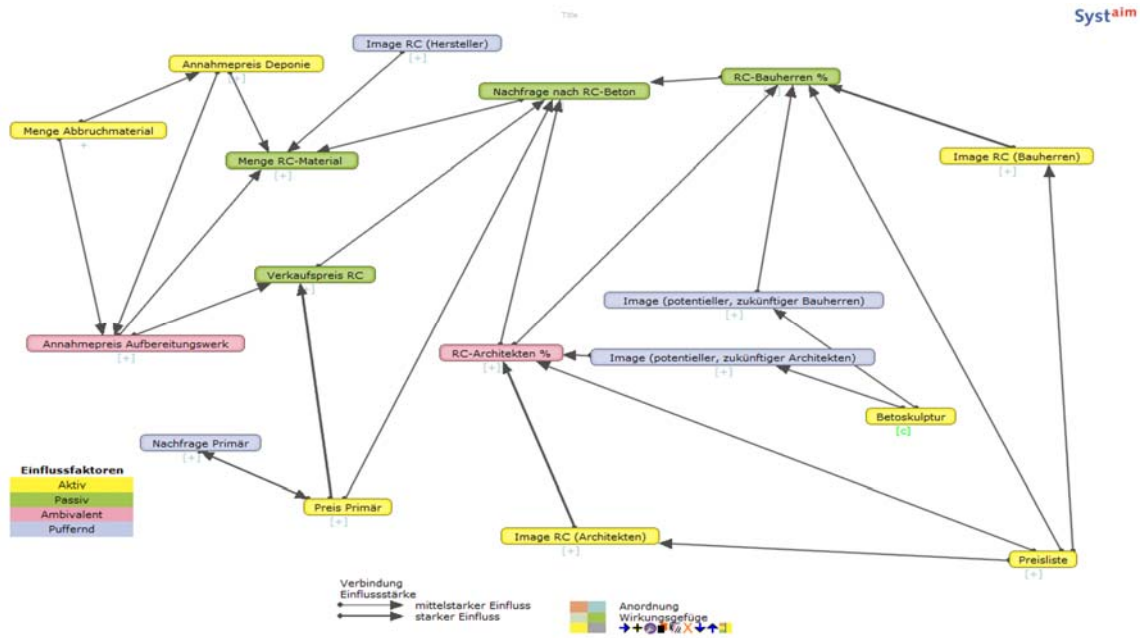 Title
Systaim
Image RC (Hersteller)
[+]
Annahmepreis Deponie
[+]
RC-Bauherren %
Nachfrage nach RC-Beton
Menge Abbruchmaterial
+
Menge RC-Material
[+]
Image RC (Bauherren)
[+]
Verkaufspreis RC
Image (potentieller, zukünftiger Bauherren)
[+]
Annahmepreis Aufbereitungswerk
[+]
RC-Architekten %
[+]
Image (potentieller, zukünftiger Architekten)
[+]
Betoskulptur
[c]
Nachfrage Primär
[+]
Einflussfaktoren
Aktiv
Passiv
Ambivalent
Puffernd
Preis Primär
[+]
Image RC (Architekten)
[+]
Preisliste
[+]
Verbindung
Einflussstärke
mittelstarker Einfluss
starker Einfluss
Anordnung
Wirkungsgefüge